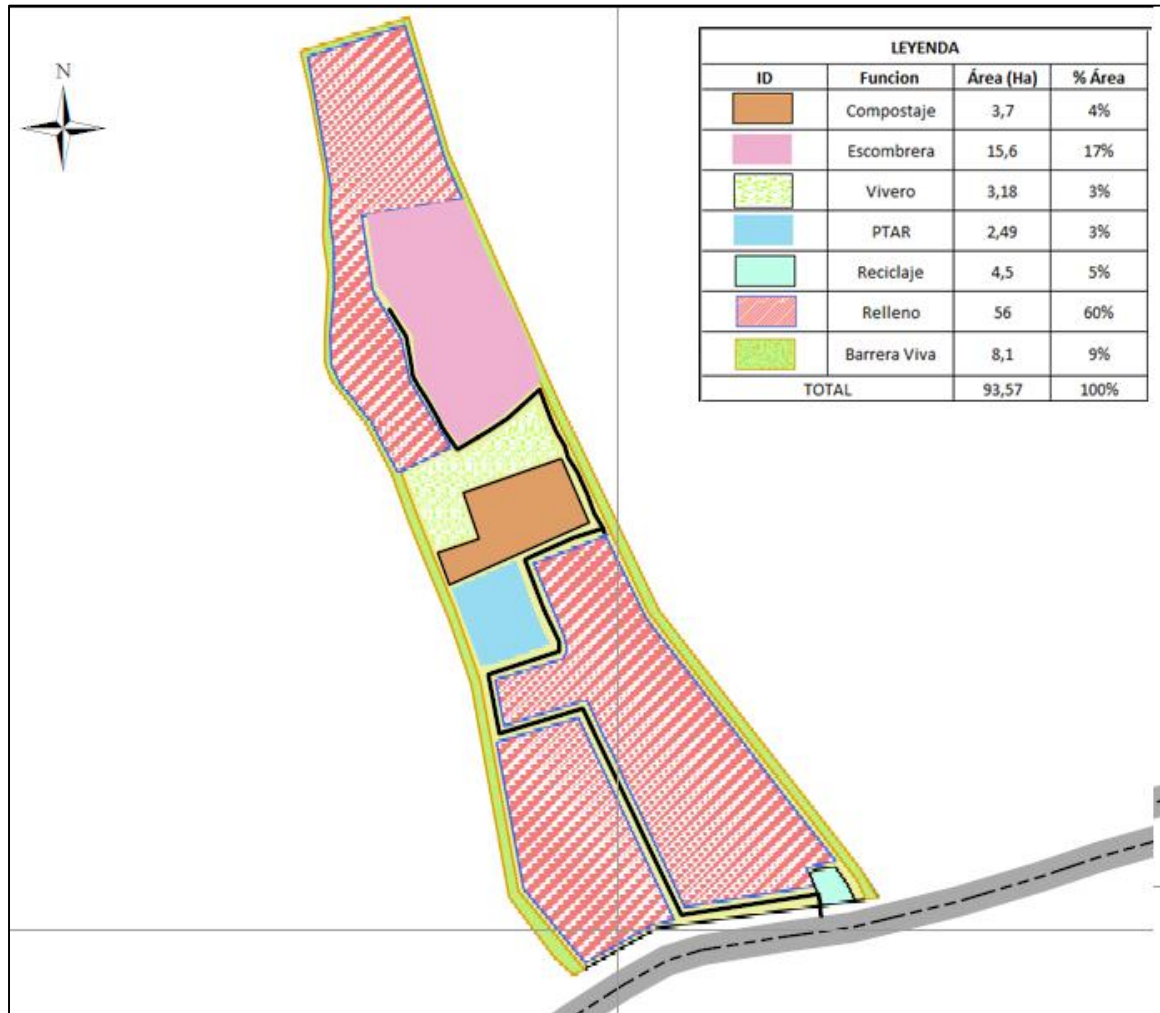 N
LEYENDA
ID Funcion Área (Ha) % Área
Compostaje 3,7 4%
Escombrera 15,6 17%
Vivero 3,18 3%
PTAR 2,49 3%
Reciclaje 4,5 5%
Relleno 56 60%
Barrera Viva 8,1 9%
TOTAL 93,57 100%